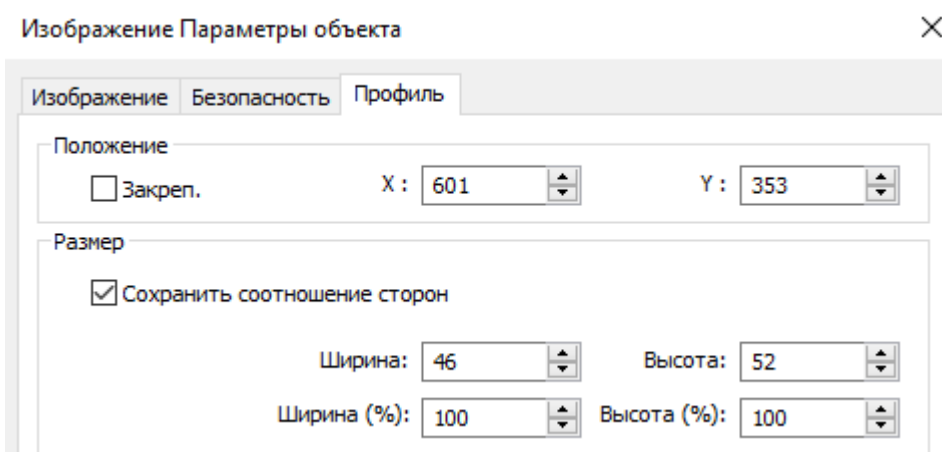 Изображение Параметры объекта
Изображение Безопасность Профиль
Положение
Закреп. X : 601 Y : 353
Размер
Сохранить соотношение сторон
Ширина: 46 Высота: 52
Ширина (%): 100 Высота (%): 100